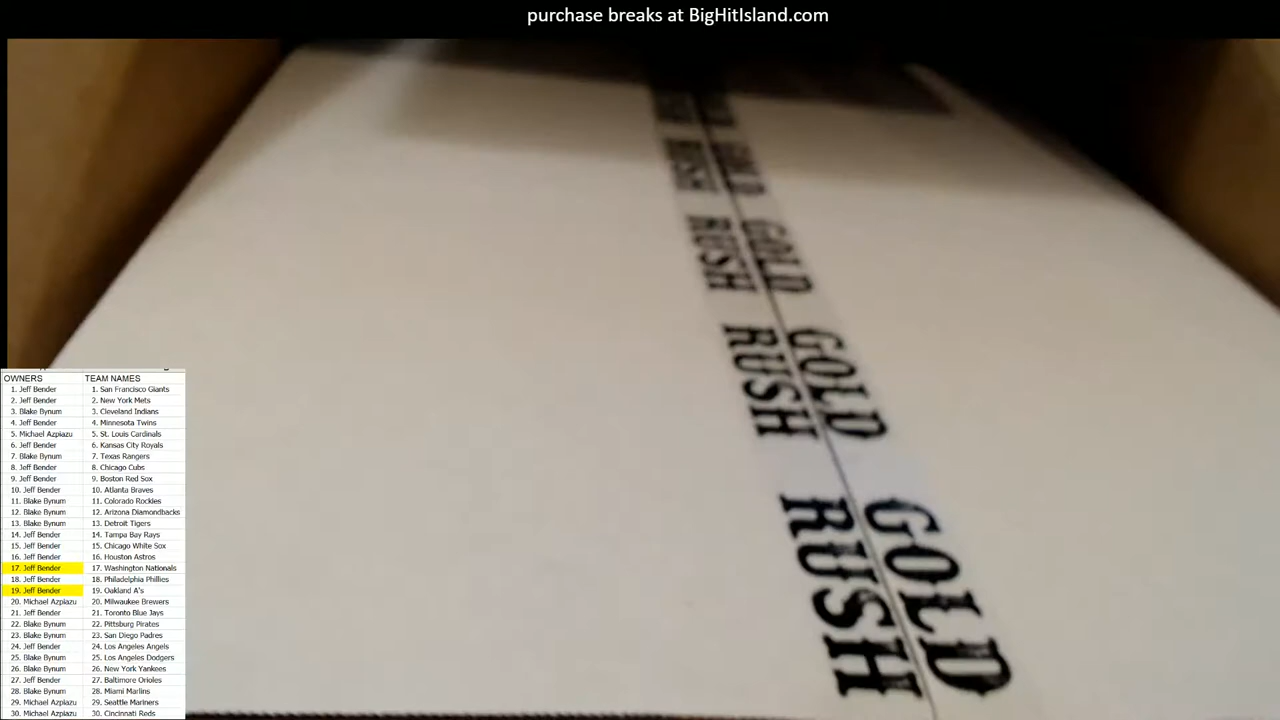 purchase breaks at BigHitIsland.com
GOLD RUSH
GOLD RUSH
GOLD RUSH
GOLD RUSH
OWNERS TEAM NAMES
1. Jeff Bender 1. San Francisco Giants
2. Jeff Bender 2. New York Mets
3. Blake Bynum 3. Cleveland Indians
4. Jeff Bender 4. Minnesota Twins
5. Michael Azpiazu 5. St. Louis Cardinals
6. Jeff Bender 6. Kansas City Royals
7. Blake Bynum 7. Texas Rangers
8. Jeff Bender 8. Chicago Cubs
9. Jeff Bender 9. Boston Red Sox
10. Jeff Bender 10. Atlanta Braves
11. Blake Bynum 11. Colorado Rockies
12. Blake Bynum 12. Arizona Diamondbacks
13. Blake Bynum 13. Detroit Tigers
14. Jeff Bender 14. Tampa Bay Rays
15. Jeff Bender 15. Chicago White Sox
16. Jeff Bender 16. Houston Astros
17. Jeff Bender 17. Washington Nationals
18. Jeff Bender 18. Philadelphia Phillies
19. Jeff Bender 19. Oakland A's
20. Michael Azpiazu 20. Milwaukee Brewers
21. Jeff Bender 21. Toronto Blue Jays
22. Blake Bynum 22. Pittsburg Pirates
23. Blake Bynum 23. San Diego Padres
24. Jeff Bender 24. Los Angeles Angels
25. Blake Bynum 25. Los Angeles Dodgers
26. Blake Bynum 26. New York Yankees
27. Jeff Bender 27. Baltimore Orioles
28. Blake Bynum 28. Miami Marlins
29. Michael Azpiazu 29. Seattle Mariners
30. Michael Azpiazu 30. Cincinnati Reds